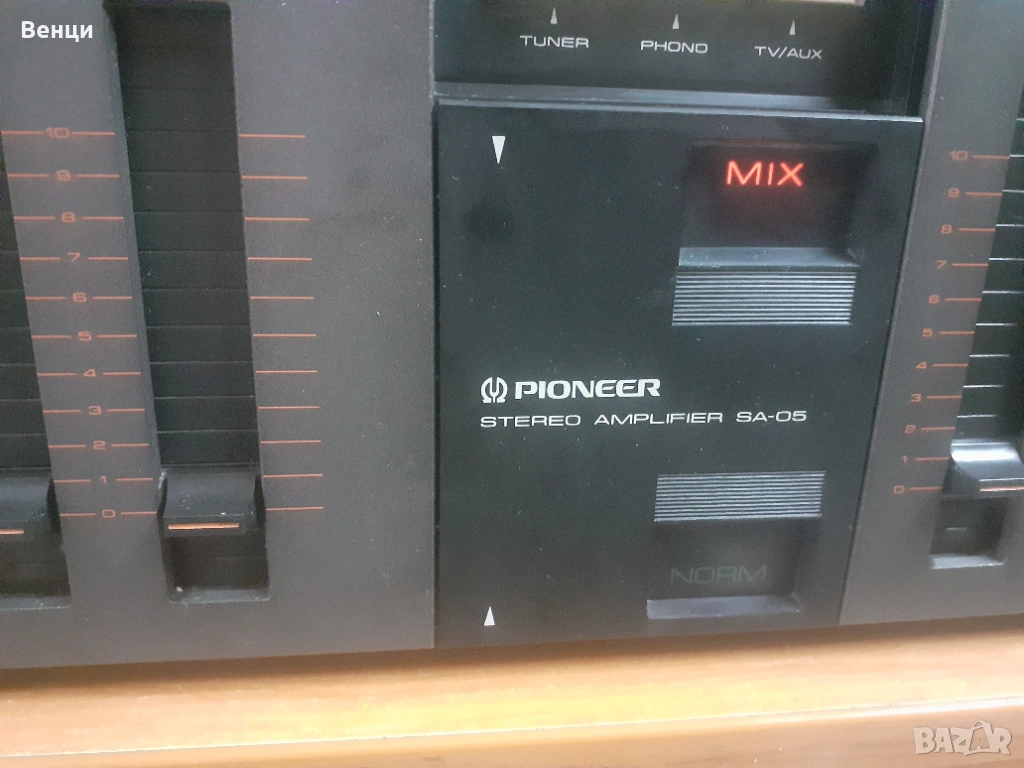 Венци
TUNER PHONO TV/AUX
MIX
10 10
9 9
8 8
7 7
6 6
5 5
4 4
3 3
2 2
1 1
0 0
PIONEER
STEREO AMPLIFIER SA-05
NORM
BAZAR